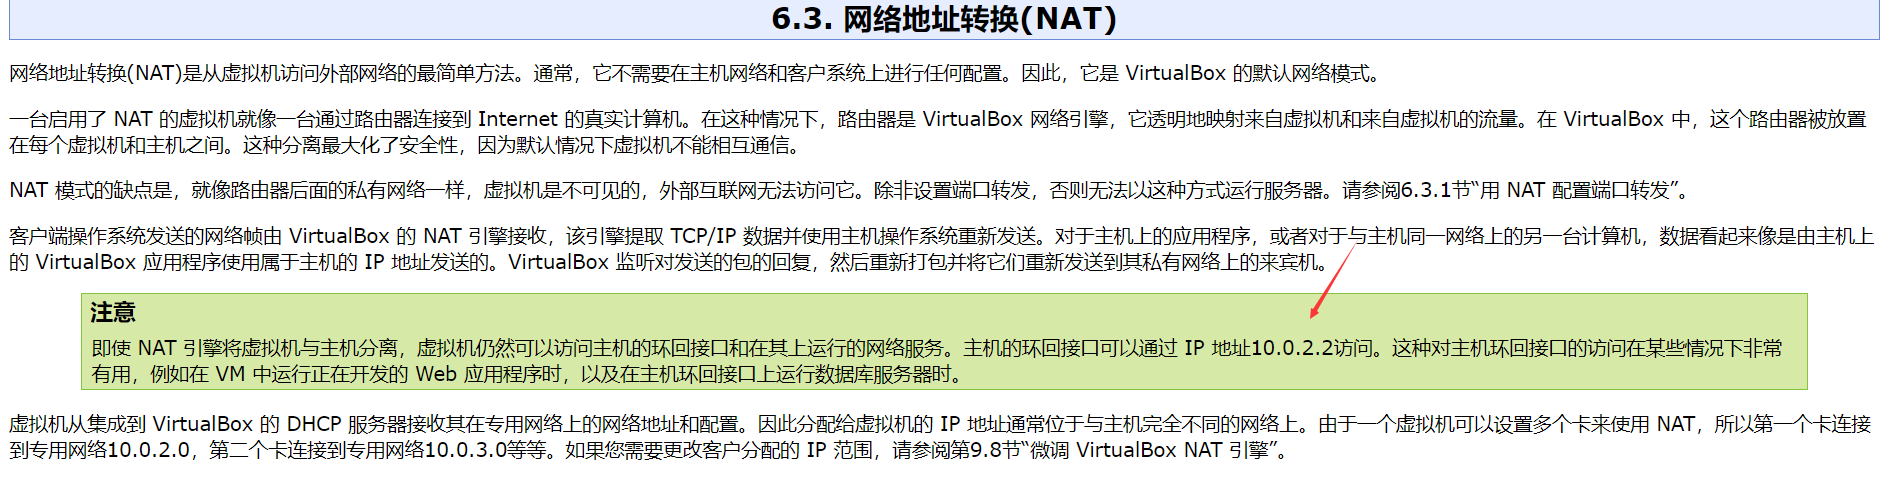 6.3. 网络地址转换(NAT)
网络地址转换(NAT)是从虚拟机访问外部网络的最简单方法。通常，它不需要在主机网络和客户系统上进行任何配置。因此，它是 VirtualBox 的默认网络模式。
一台启用了 NAT 的虚拟机就像一台通过路由器连接到 Internet 的真实计算机。在这种情况下，路由器是 VirtualBox 网络引擎，它透明地映射来自虚拟机和来自虚拟机的流量。在 VirtualBox 中，这个路由器被放置
在每个虚拟机和主机之间。这种分离最大化了安全性，因为默认情况下虚拟机不能相互通信。
NAT 模式的缺点是，就像路由器后面的私有网络一样，虚拟机是不可见的，外部互联网无法访问它。除非设置端口转发，否则无法以这种方式运行服务器。请参阅6.3.1节“用 NAT 配置端口转发”。
客户端操作系统发送的网络帧由 VirtualBox 的 NAT 引擎接收，该引擎提取 TCP/IP 数据并使用主机操作系统重新发送。对于主机上的应用程序，或者对于与主机同一网络上的另一台计算机，数据看起来像是由主机上
的 VirtualBox 应用程序使用属于主机的 IP 地址发送的。VirtualBox 监听对发送的包的回复，然后重新打包并将它们重新发送到其私有网络上的来宾机。
注意
即使 NAT 引擎将虚拟机与主机分离，虚拟机仍然可以访问主机的环回接口和在其上运行的网络服务。主机的环回接口可以通过 IP 地址10.0.2.2访问。这种对主机环回接口的访问在某些情况下非常
有用，例如在 VM 中运行正在开发的 Web 应用程序时，以及在主机环回接口上运行数据库服务器时。
虚拟机从集成到 VirtualBox 的 DHCP 服务器接收其在专用网络上的网络地址和配置。因此分配给虚拟机的 IP 地址通常位于与主机完全不同的网络上。由于一个虚拟机可以设置多个卡来使用 NAT，所以第一个卡连接
到专用网络10.0.2.0，第二个卡连接到专用网络10.0.3.0等等。如果您需要更改客户分配的 IP 范围，请参阅第9.8节“微调 VirtualBox NAT 引擎”。